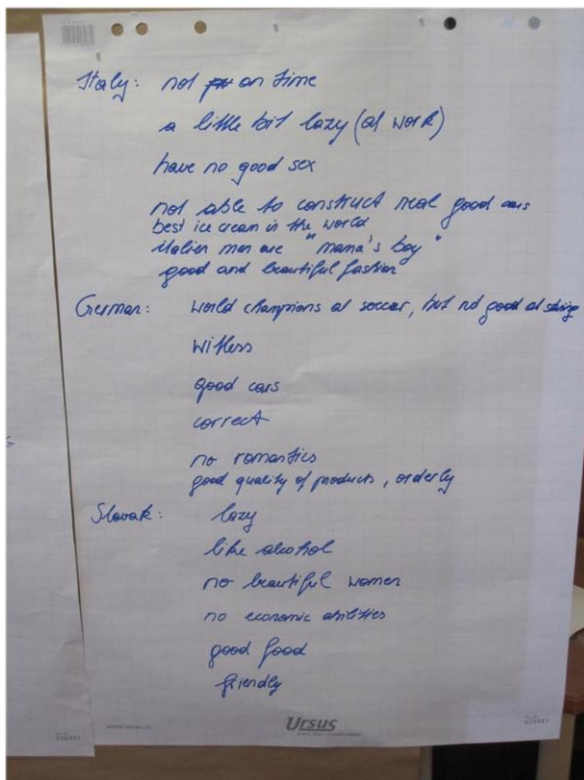 Italy: not on time
a little bit lazy (at work)
have no good sex
not able to construct real good cars
best ice cream in the world
italien men are "mama's boy"
good and beautiful fashion
German: world champions at soccer, but not good at skiing
witless
good cars
correct
no romantics
good quality of products, orderly
Slovak: lazy
like alcohol
no beautiful women
no economic abilities
good food
friendly
Ursus